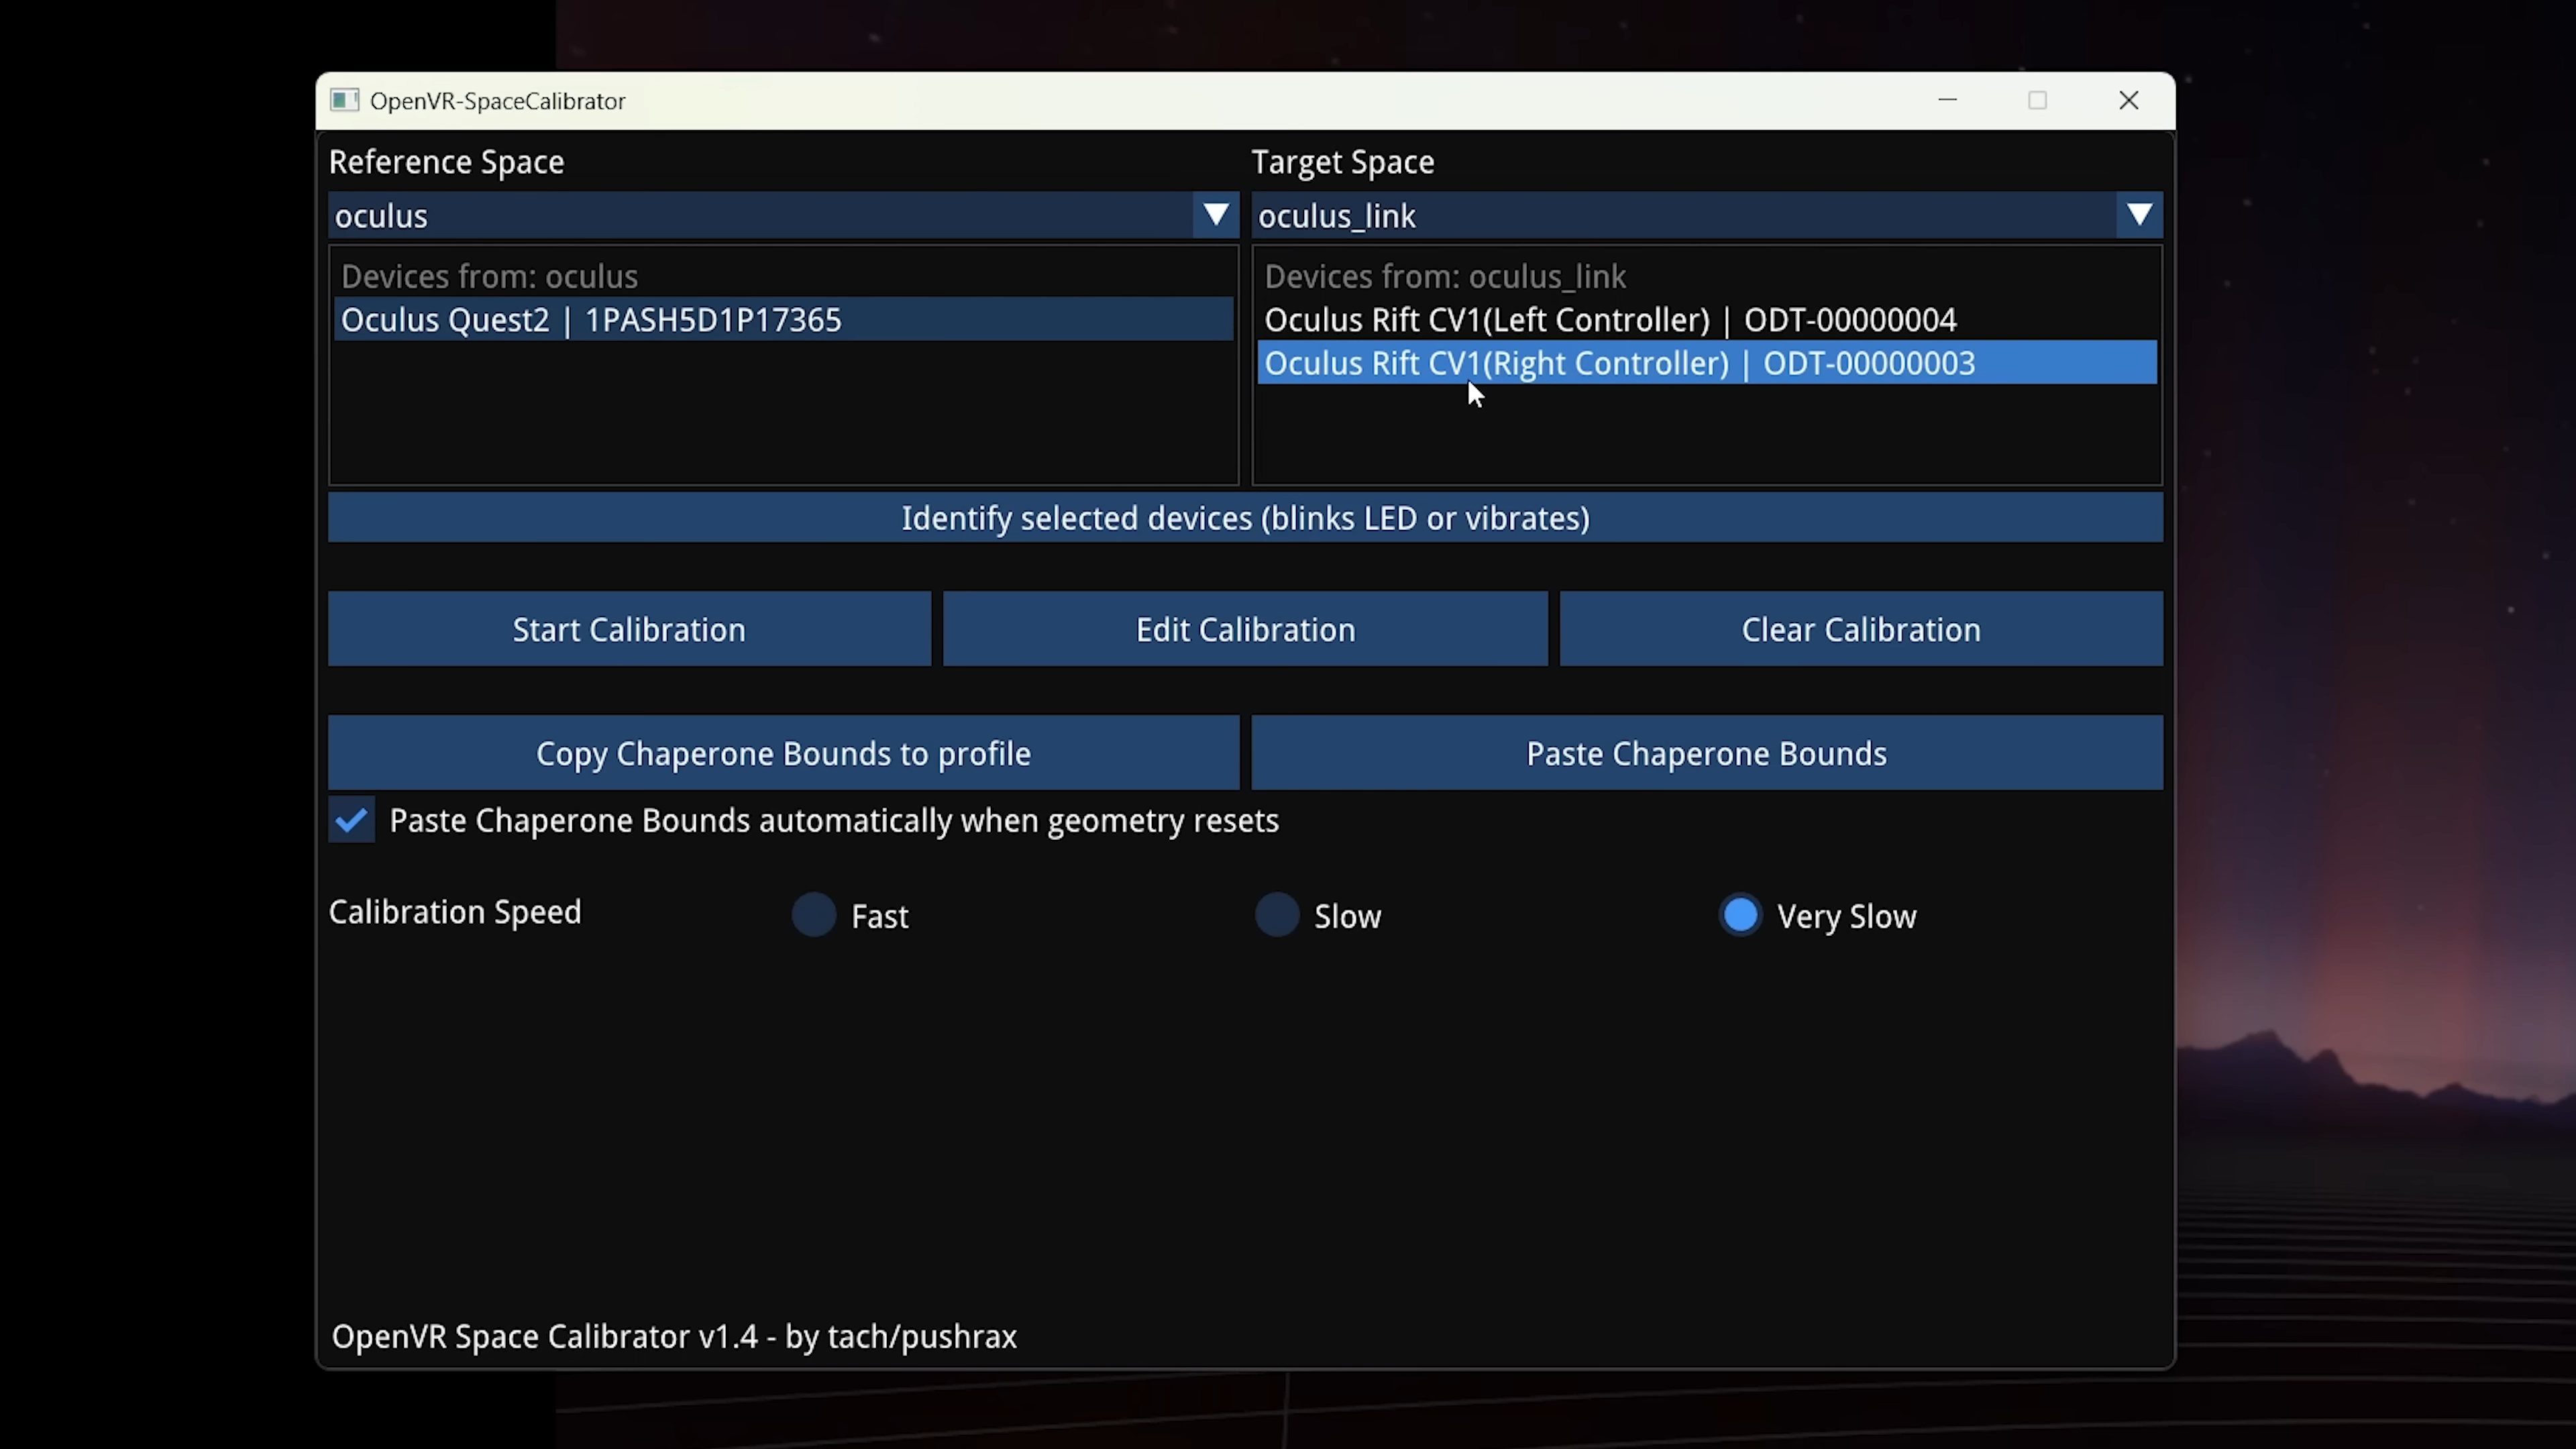 OpenVR-SpaceCalibrator
Reference Space
Target Space
oculus
oculus_link
Devices from: oculus
Oculus Quest2 | 1PASH5D1P17365
Devices from: oculus_link
Oculus Rift CV1(Left Controller) | ODT-00000004
Oculus Rift CV1(Right Controller) | ODT-00000003
Identify selected devices (blinks LED or vibrates)
Start Calibration
Edit Calibration
Clear Calibration
Copy Chaperone Bounds to profile
Paste Chaperone Bounds
Paste Chaperone Bounds automatically when geometry resets
Calibration Speed
Fast
Slow
Very Slow
OpenVR Space Calibrator v1.4 - by tach/pushrax